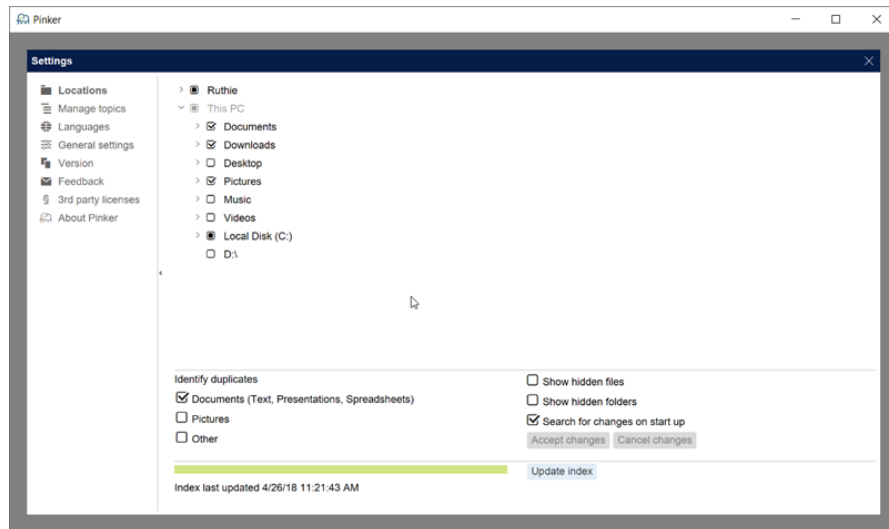 Pinker
Settings
Locations
Manage topics
Languages
General settings
Version
Feedback
§ 3rd party licenses
About Pinker
Ruthie
This PC
Documents
Downloads
Desktop
Pictures
Music
Videos
Local Disk (C:)
D:\
Identify duplicates
Documents (Text, Presentations, Spreadsheets)
Pictures
Other
Show hidden files
Show hidden folders
Search for changes on start up
Accept changes Cancel changes
Update index
Index last updated 4/26/18 11:21:43 AM